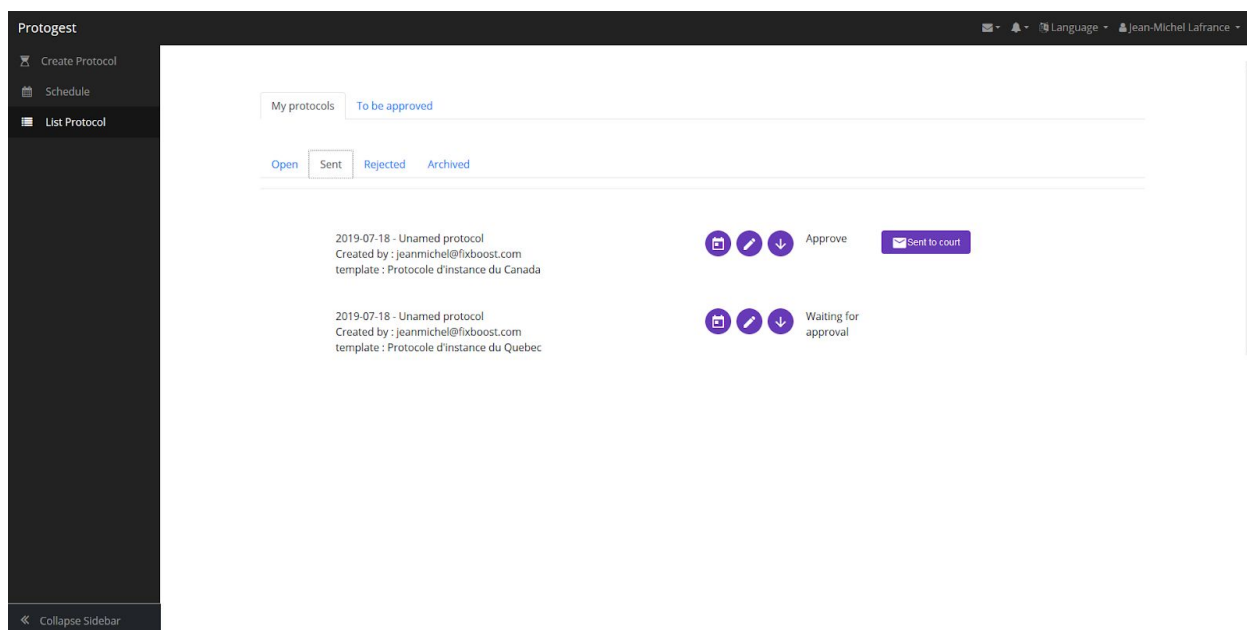 Protogest
Language
Jean-Michel Lafrance
Create Protocol
Schedule
List Protocol
My protocols
To be approved
Open
Sent
Rejected
Archived
2019-07-18 - Unamed protocol
Created by : jeanmichel@fixboost.com
template : Protocole d'instance du Canada
Approve
Sent to court
2019-07-18 - Unamed protocol
Created by : jeanmichel@fixboost.com
template : Protocole d'instance du Quebec
Waiting for
approval
Collapse Sidebar